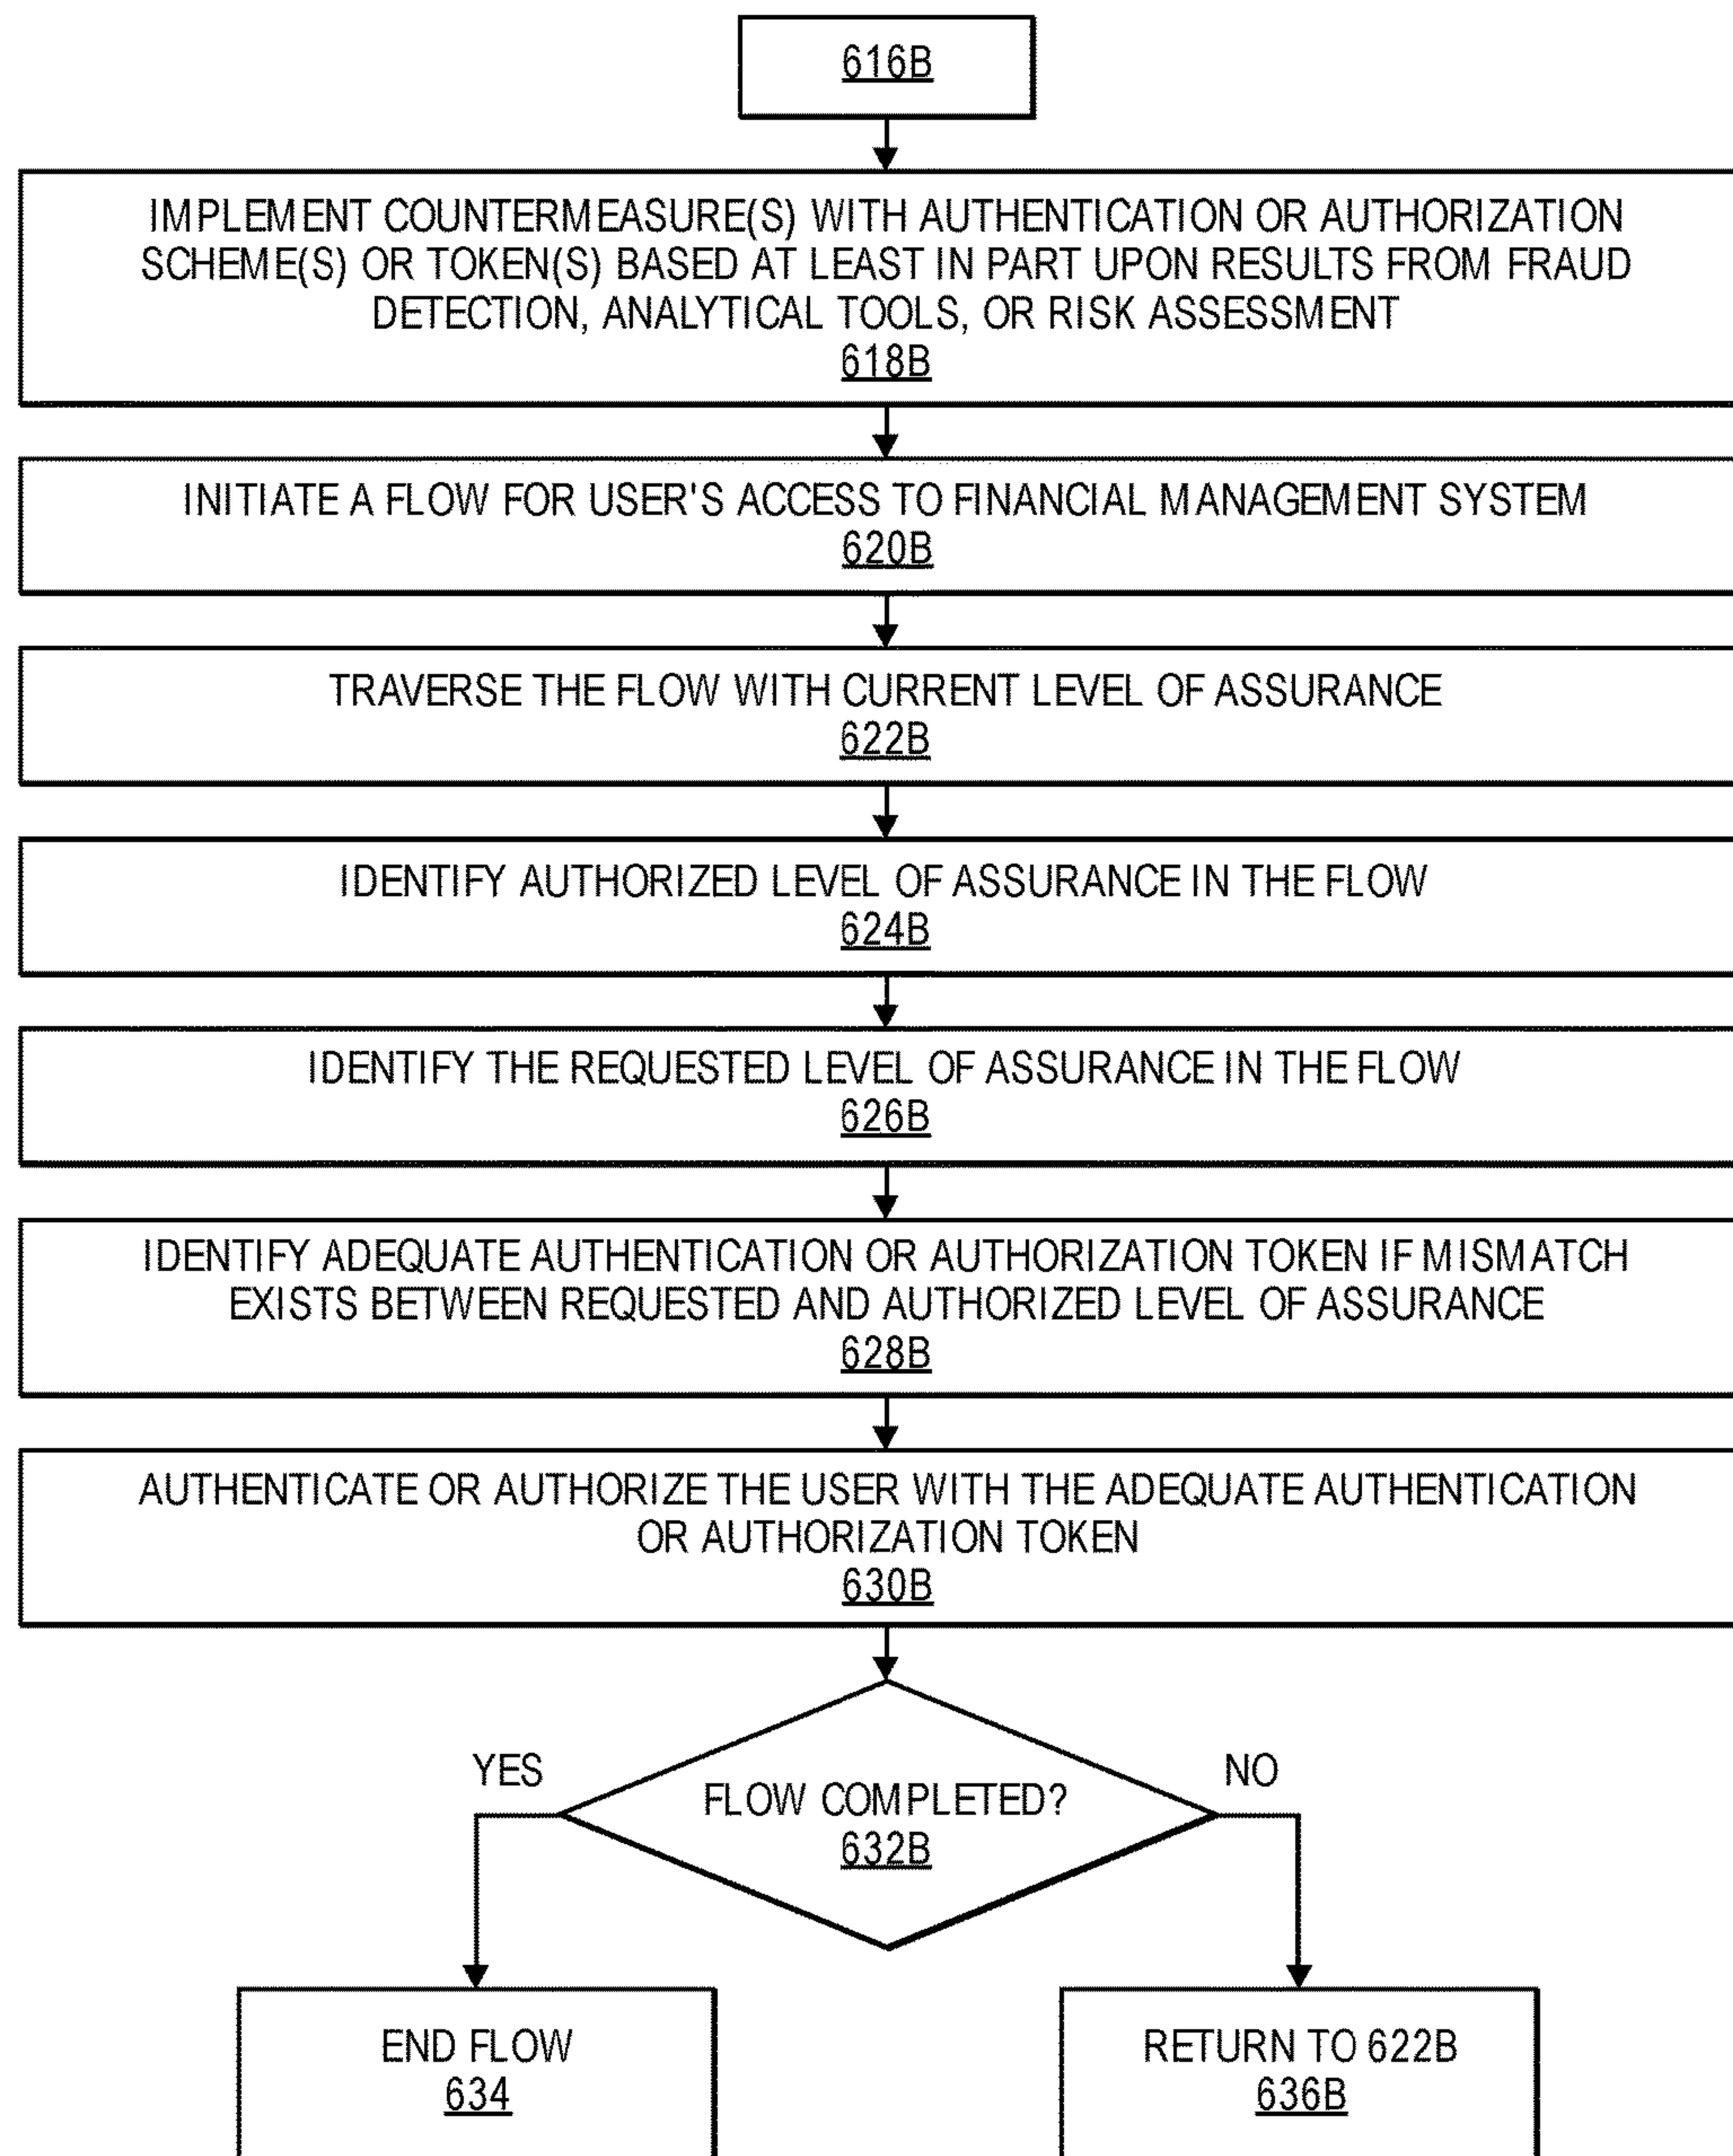 616B
IMPLEMENT COUNTERMEASURE(S) WITH AUTHENTICATION OR AUTHORIZATION
SCHEME(S) OR TOKEN(S) BASED AT LEAST IN PART UPON RESULTS FROM FRAUD
DETECTION, ANALYTICAL TOOLS, OR RISK ASSESSMENT
618B
INITIATE A FLOW FOR USER'S ACCESS TO FINANCIAL MANAGEMENT SYSTEM
620B
TRAVERSE THE FLOW WITH CURRENT LEVEL OF ASSURANCE
622B
IDENTIFY AUTHORIZED LEVEL OF ASSURANCE IN THE FLOW
624B
IDENTIFY THE REQUESTED LEVEL OF ASSURANCE IN THE FLOW
626B
IDENTIFY ADEQUATE AUTHENTICATION OR AUTHORIZATION TOKEN IF MISMATCH
EXISTS BETWEEN REQUESTED AND AUTHORIZED LEVEL OF ASSURANCE
628B
AUTHENTICATE OR AUTHORIZE THE USER WITH THE ADEQUATE AUTHENTICATION
OR AUTHORIZATION TOKEN
630B
YES
NO
FLOW COMPLETED?
632B
END FLOW
634
RETURN TO 622B
636B